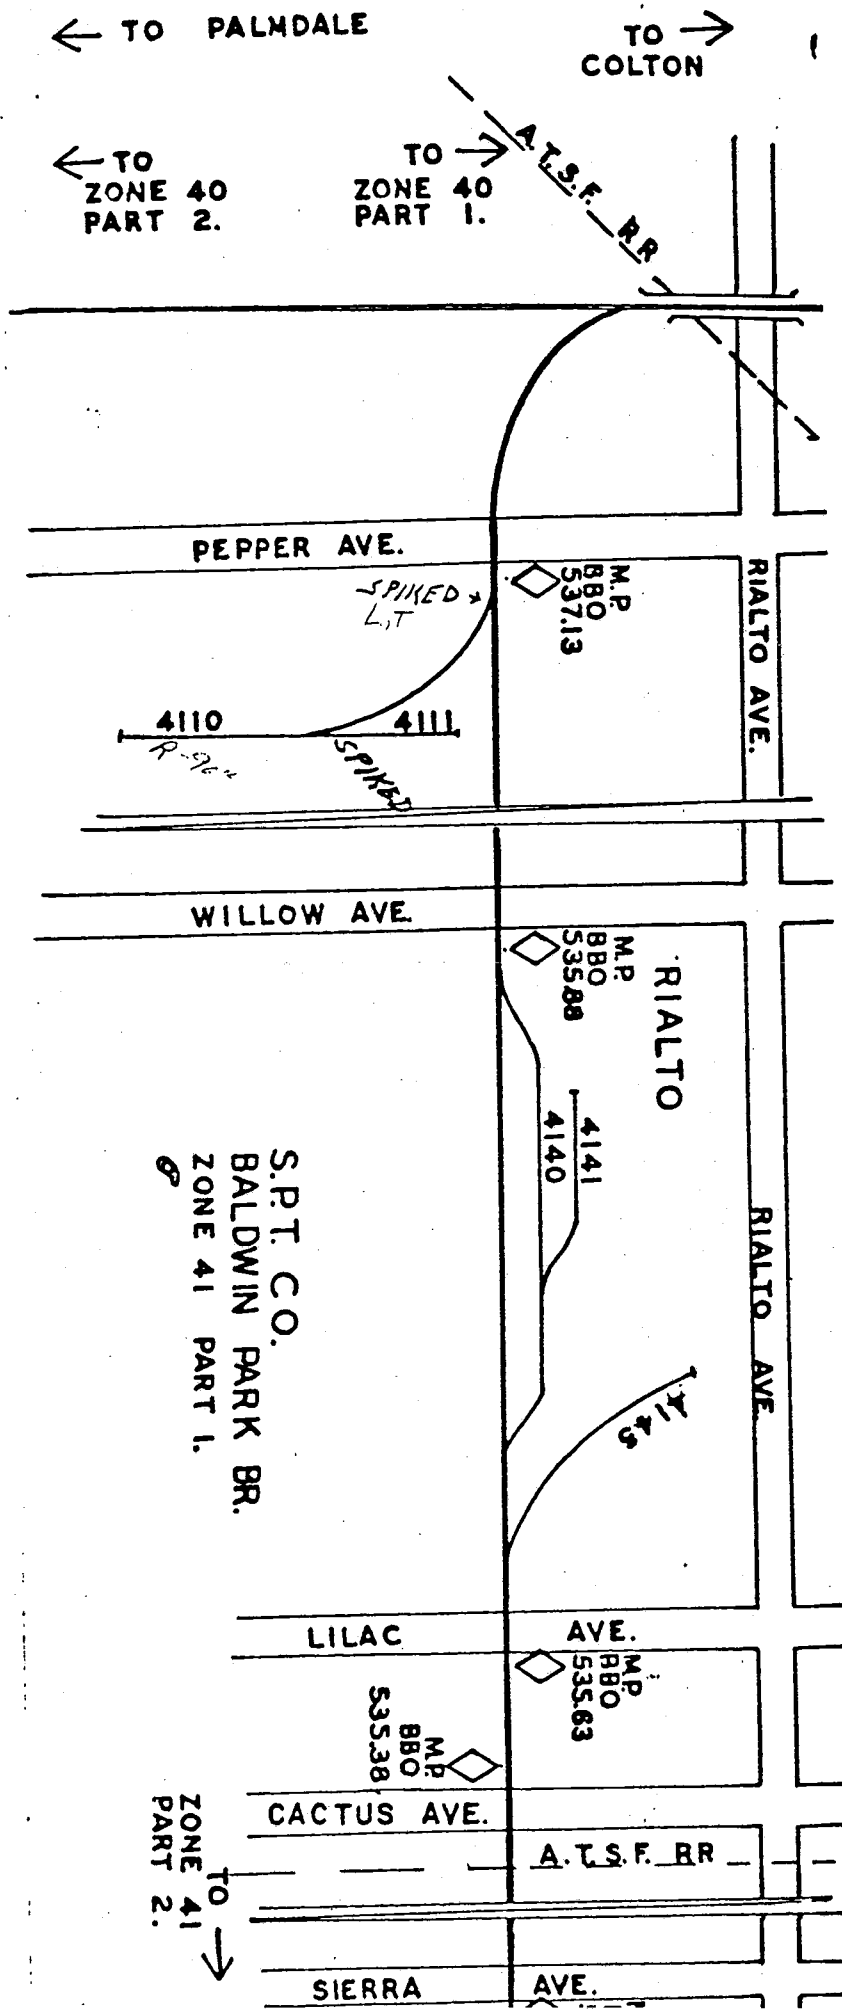 ← TO PALMDALE
TO →
COLTON
← TO
ZONE 40
PART 2.
TO →
ZONE 40
PART 1.
A.T.S.F. RR
PEPPER AVE.
M.P.
BBO
537.13
SPIKED
RIALTO AVE.
4110
4111
SPIKED
WILLOW AVE.
M.P.
BBO
535.88
RIALTO
4141
4140
S.P.T. CO.
BALDWIN PARK BR.
ZONE 41 PART 1.
RIALTO AVE.
4145
LILAC AVE.
M.P.
BBO
535.63
M.P.
BBO
535.38
CACTUS AVE.
A.T.S.F. RR
TO →
ZONE 41
PART 2.
SIERRA AVE.